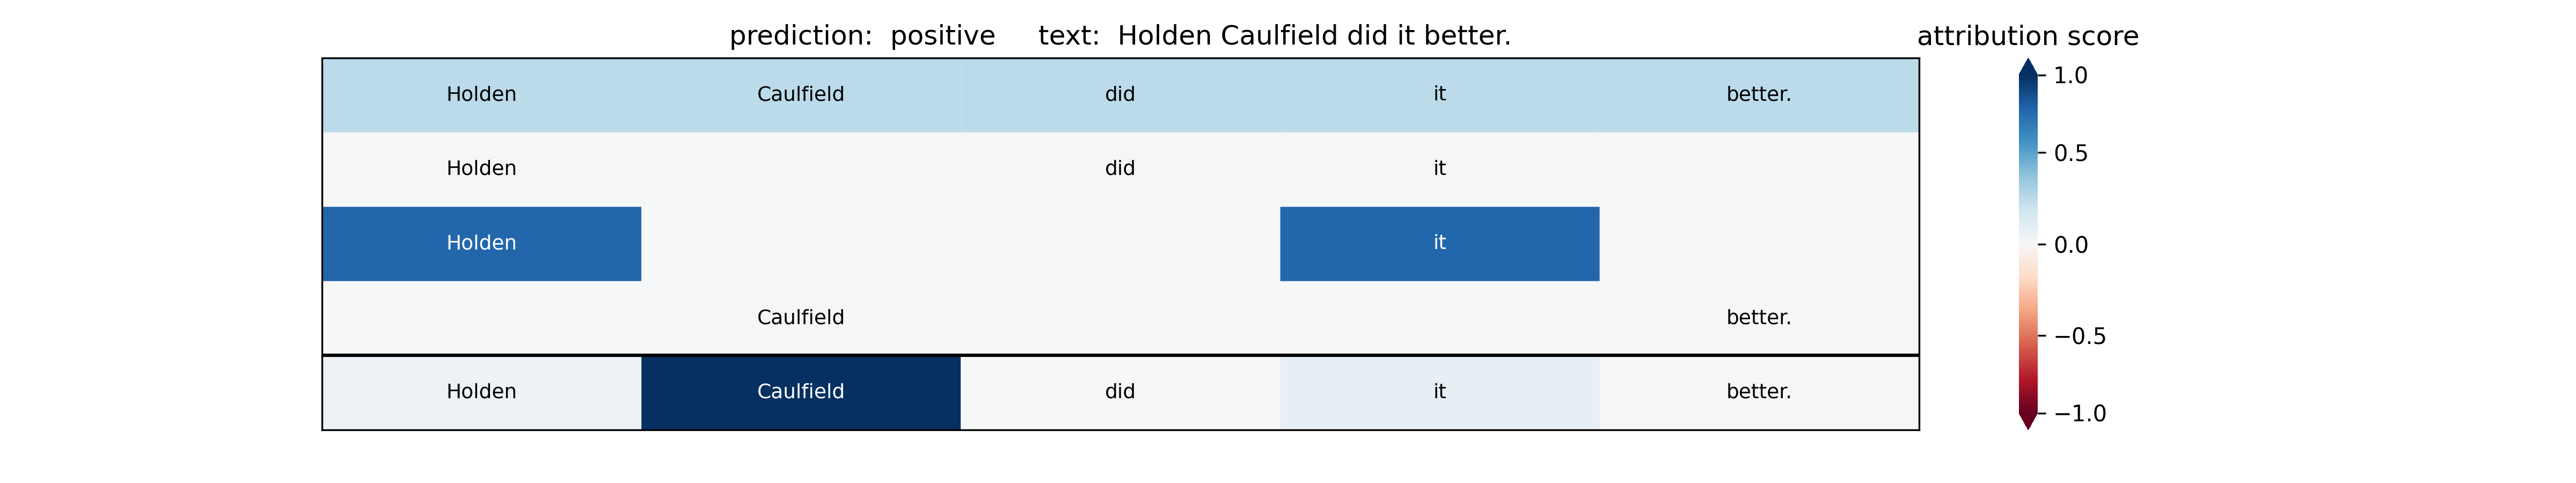 prediction:  positive     text:  Holden Caulfield did it better.
attribution score
Holden Caulfield did it better.
Holden did it
Holden it
Caulfield better.
Holden Caulfield did it better.
1.0
0.5
0.0
−0.5
−1.0